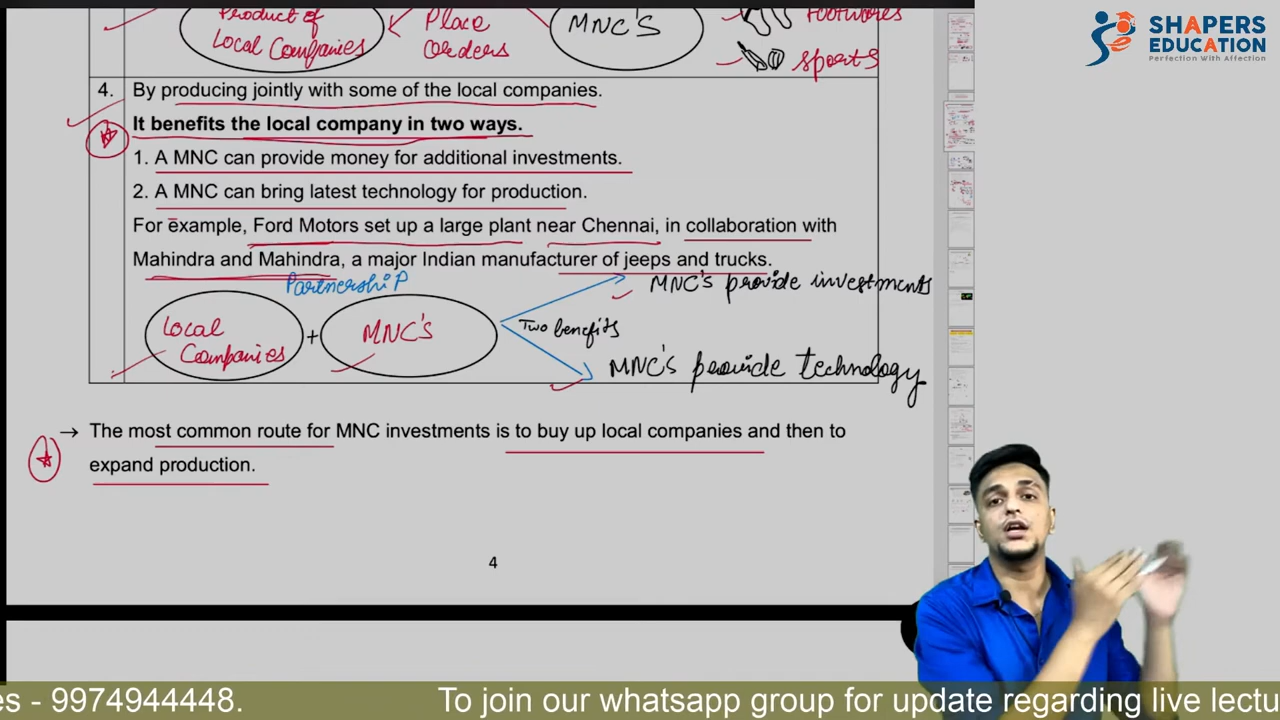 Product of
Local Companies
Place
orders
MNC'S
footwares
sports
SHAPERS
EDUCATION
Perfection With Affection
4. By producing jointly with some of the local companies.
It benefits the local company in two ways.
1. A MNC can provide money for additional investments.
2. A MNC can bring latest technology for production.
For example, Ford Motors set up a large plant near Chennai, in collaboration with
Mahindra and Mahindra, a major Indian manufacturer of jeeps and trucks.
Partnership
MNC's provide investments
Local
Companies
+
MNC's
Two benefits
MNC's provide technology
→ The most common route for MNC investments is to buy up local companies and then to
expand production.
4
es - 9974944448. To join our whatsapp group for update regarding live lectu